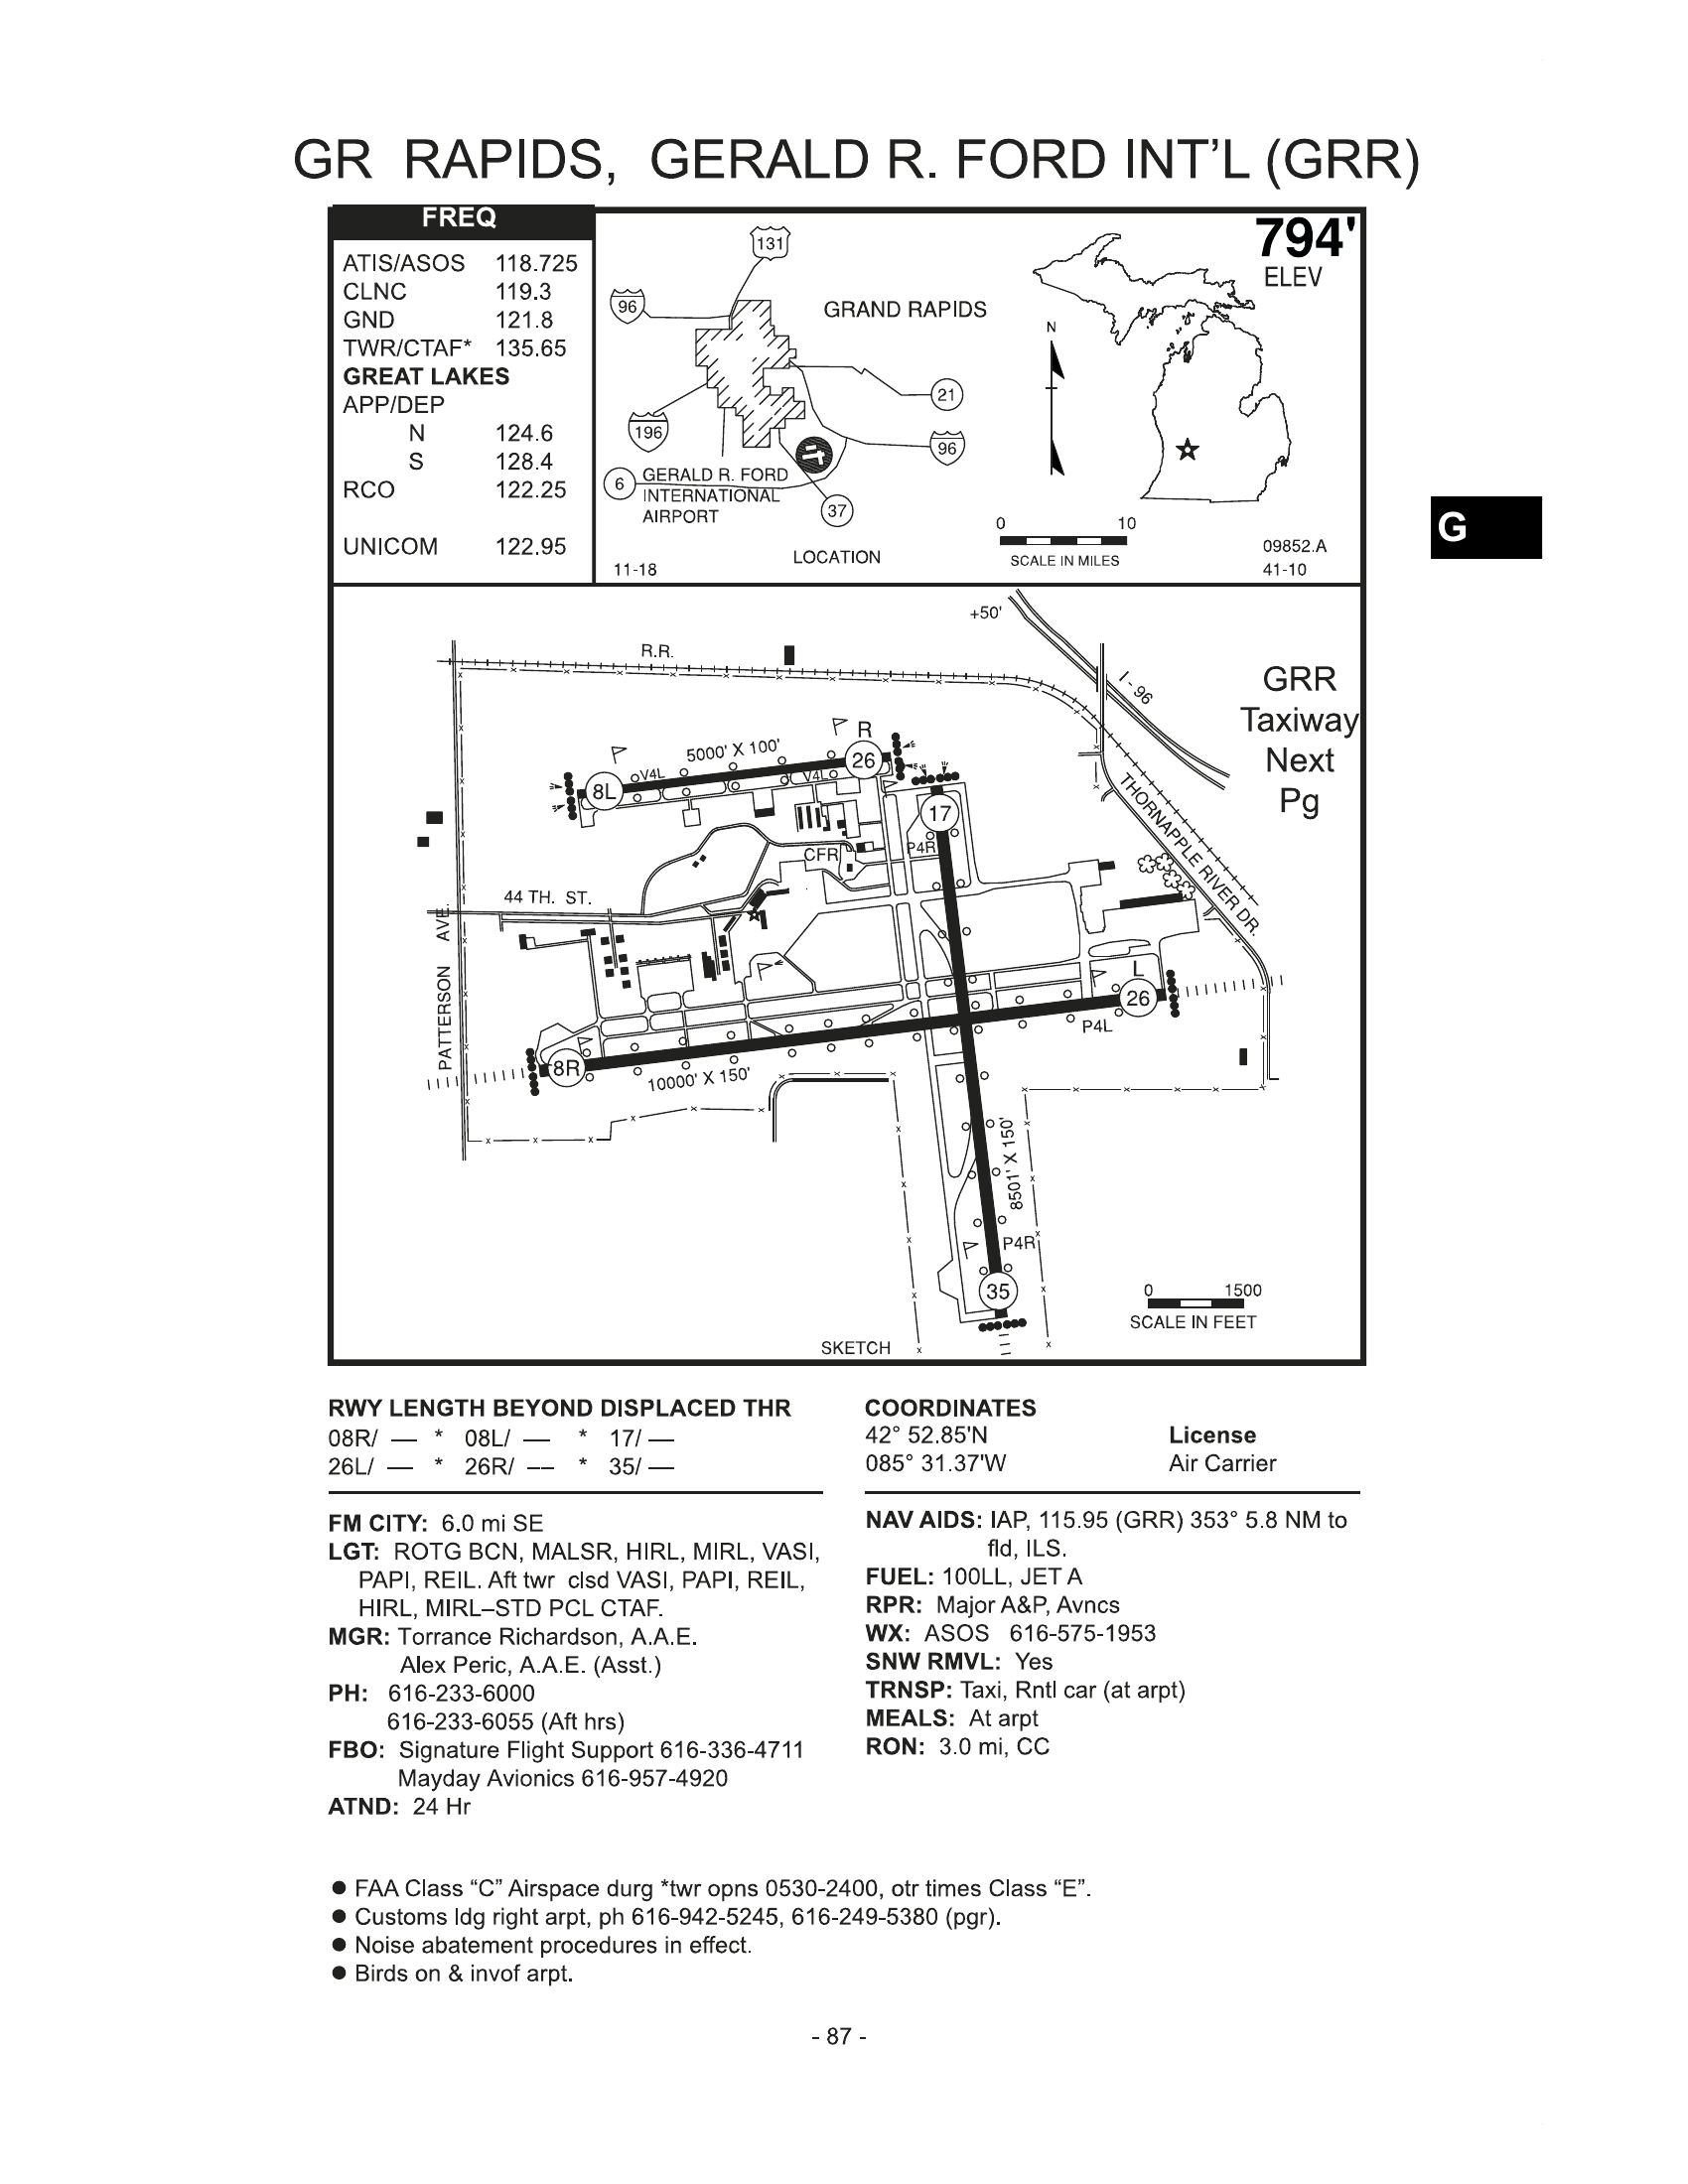 GR RAPIDS, GERALD R. FORD INT'L (GRR)
FREQ
ATIS/ASOS 118.725
CLNC 119.3
GND 121.8
TWR/CTAF* 135.65
GREAT LAKES
APP/DEP
N 124.6
S 128.4
RCO 122.25
UNICOM 122.95
131
96
GRAND RAPIDS
21
196
96
6
GERALD R. FORD
INTERNATIONAL
AIRPORT
37
LOCATION
11-18
N
0 10
SCALE IN MILES
794'
ELEV
09852.A
41-10
G
+50'
R.R.
I - 96
GRR
Taxiway
Next
Pg
R
5000' X 100'
26
V4L
V4L
8L
17
P4R
CFR
THORNAPPLE RIVER DR.
44 TH. ST.
PATTERSON AVE.
L
26
P4L
8R
10000' X 150'
8501' X 150'
P4R
35
0 1500
SCALE IN FEET
SKETCH
RWY LENGTH BEYOND DISPLACED THR
08R/ — * 08L/ — * 17/ —
26L/ — * 26R/ –– * 35/ —
COORDINATES
42° 52.85'N License
085° 31.37'W Air Carrier
FM CITY: 6.0 mi SE
LGT: ROTG BCN, MALSR, HIRL, MIRL, VASI,
PAPI, REIL. Aft twr clsd VASI, PAPI, REIL,
HIRL, MIRL–STD PCL CTAF.
MGR: Torrance Richardson, A.A.E.
Alex Peric, A.A.E. (Asst.)
PH: 616-233-6000
616-233-6055 (Aft hrs)
FBO: Signature Flight Support 616-336-4711
Mayday Avionics 616-957-4920
ATND: 24 Hr
NAV AIDS: IAP, 115.95 (GRR) 353° 5.8 NM to
fld, ILS.
FUEL: 100LL, JET A
RPR: Major A&P, Avncs
WX: ASOS 616-575-1953
SNW RMVL: Yes
TRNSP: Taxi, Rntl car (at arpt)
MEALS: At arpt
RON: 3.0 mi, CC
● FAA Class “C” Airspace durg *twr opns 0530-2400, otr times Class “E”.
● Customs ldg right arpt, ph 616-942-5245, 616-249-5380 (pgr).
● Noise abatement procedures in effect.
● Birds on & invof arpt.
- 87 -